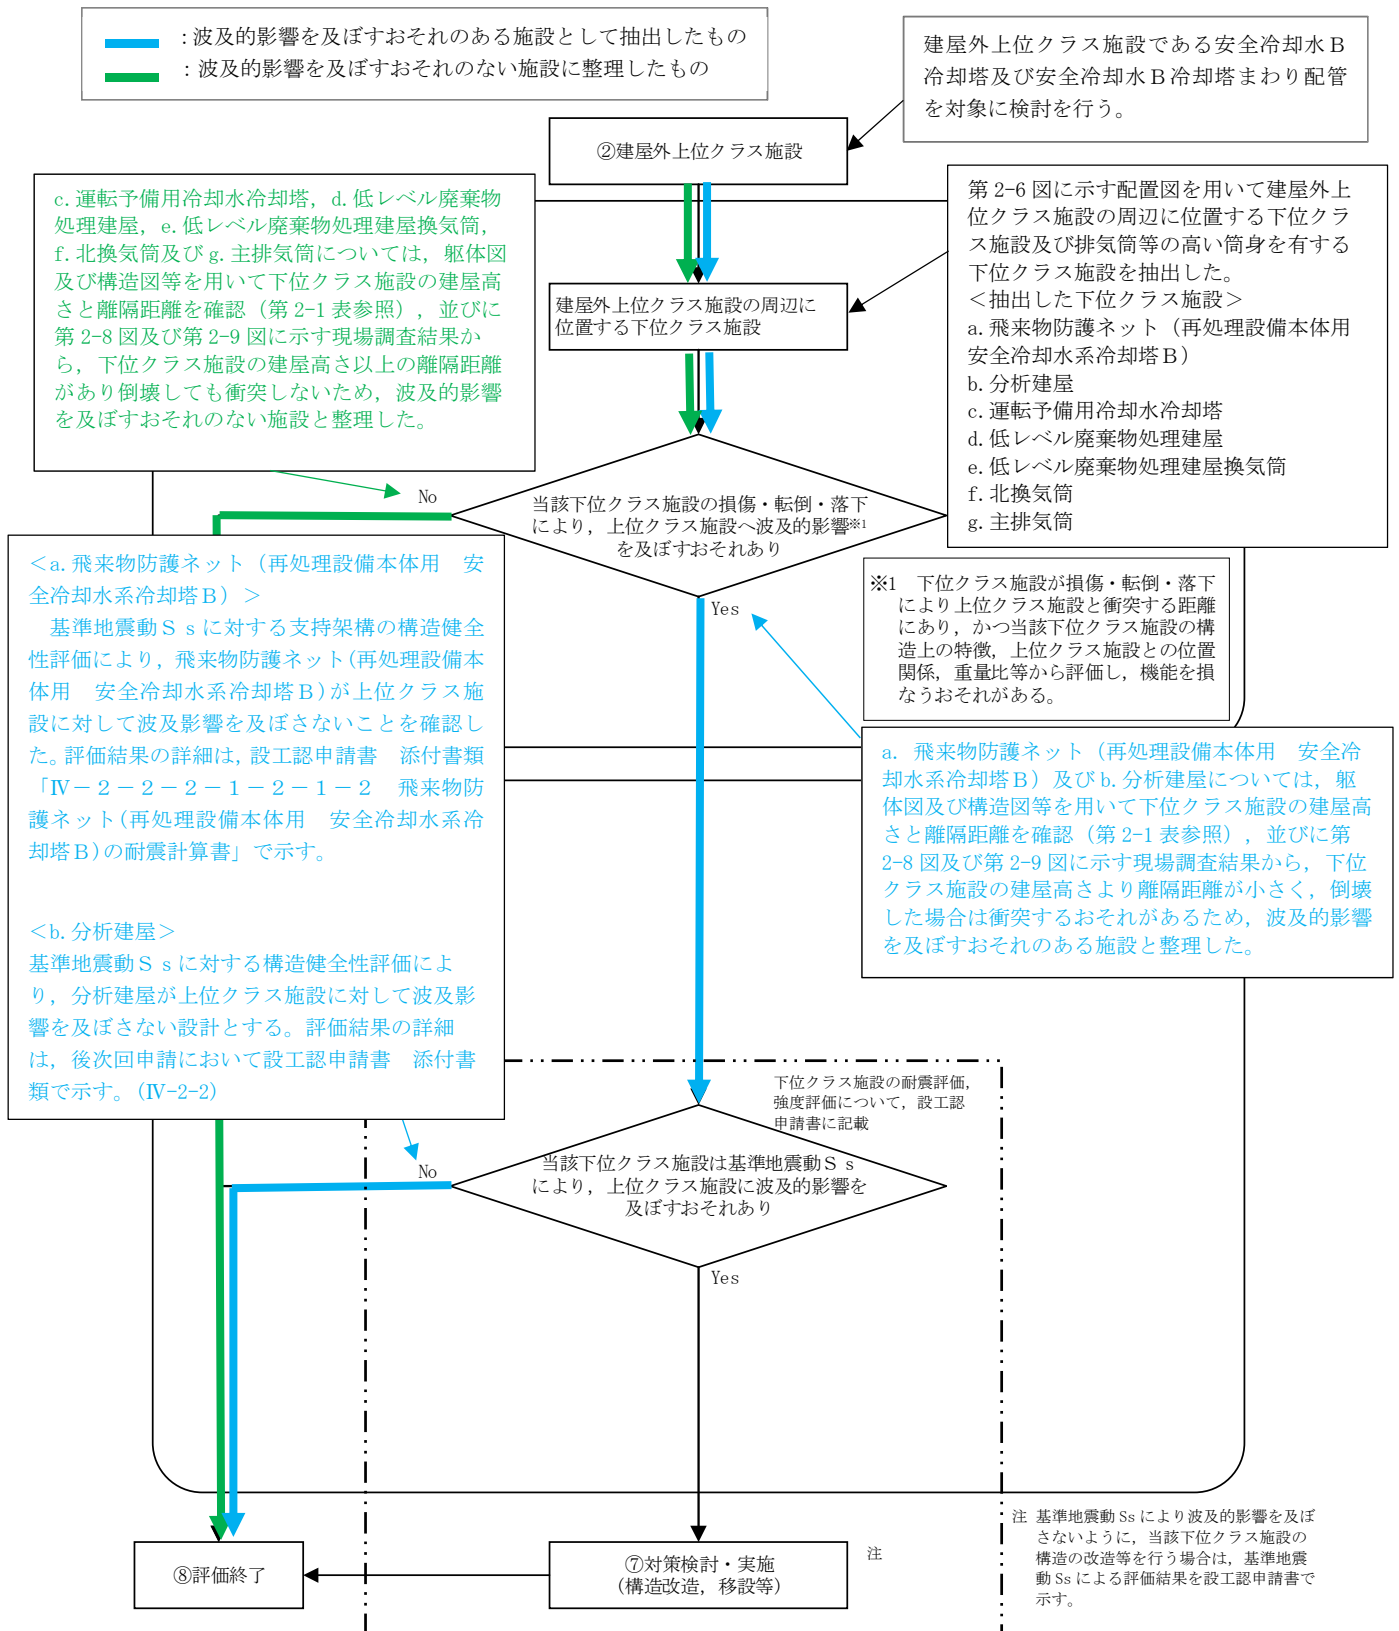 ：波及的影響を及ぼすおそれのある施設として抽出したもの
：波及的影響を及ぼすおそれのない施設に整理したもの
建屋外上位クラス施設である安全冷却水Ｂ
冷却塔及び安全冷却水Ｂ冷却塔まわり配管
を対象に検討を行う。
②建屋外上位クラス施設
c.運転予備用冷却水冷却塔，d.低レベル廃棄物
処理建屋，e.低レベル廃棄物処理建屋換気筒，
f.北換気筒及びg.主排気筒については，躯体図
及び構造図等を用いて下位クラス施設の建屋高
さと離隔距離を確認（第2-1表参照），並びに
第2-8図及び第2-9図に示す現場調査結果か
ら，下位クラス施設の建屋高さ以上の離隔距離
があり倒壊しても衝突しないため，波及的影響
を及ぼすおそれのない施設と整理した。
第2-6図に示す配置図を用いて建屋外上
位クラス施設の周辺に位置する下位クラ
ス施設及び排気筒等の高い筒身を有する
下位クラス施設を抽出した。
＜抽出した下位クラス施設＞
a.飛来物防護ネット（再処理設備本体用
安全冷却水系冷却塔Ｂ）
b.分析建屋
c.運転予備用冷却水冷却塔
d.低レベル廃棄物処理建屋
e.低レベル廃棄物処理建屋換気筒
f.北換気筒
g.主排気筒
建屋外上位クラス施設の周辺に
位置する下位クラス施設
No
当該下位クラス施設の損傷・転倒・落下
により，上位クラス施設へ波及的影響※1
を及ぼすおそれあり
Yes
＜a.飛来物防護ネット（再処理設備本体用　安
全冷却水系冷却塔Ｂ）＞
　基準地震動Ｓｓに対する支持架構の構造健全
性評価により，飛来物防護ネット(再処理設備本
体用　安全冷却水系冷却塔Ｂ)が上位クラス施
設に対して波及影響を及ぼさないことを確認し
た。評価結果の詳細は，設工認申請書　添付書類
「Ⅳ－２－２－２－１－２－１－２　飛来物防
護ネット(再処理設備本体用　安全冷却水系冷
却塔Ｂ)の耐震計算書」で示す。
＜b.分析建屋＞
基準地震動Ｓｓに対する構造健全性評価によ
り，分析建屋が上位クラス施設に対して波及影
響を及ぼさない設計とする。評価結果の詳細
は，後次回申請において設工認申請書　添付書
類で示す。(Ⅳ-2-2)
※1　下位クラス施設が損傷・転倒・落下
により上位クラス施設と衝突する距離
にあり，かつ当該下位クラス施設の構
造上の特徴，上位クラス施設との位置
関係，重量比等から評価し，機能を損
なうおそれがある。
a. 飛来物防護ネット（再処理設備本体用　安全冷
却水系冷却塔Ｂ）及びb.分析建屋については，躯
体図及び構造図等を用いて下位クラス施設の建屋高
さと離隔距離を確認（第2-1表参照），並びに第
2-8図及び第2-9図に示す現場調査結果から，下位
クラス施設の建屋高さより離隔距離が小さく，倒壊
した場合は衝突するおそれがあるため，波及的影響
を及ぼすおそれのある施設と整理した。
下位クラス施設の耐震評価，
強度評価について，設工認
申請書に記載
No
当該下位クラス施設は基準地震動Ｓｓ
により，上位クラス施設に波及的影響を
及ぼすおそれあり
Yes
⑧評価終了
⑦対策検討・実施
（構造改造，移設等）
注
注 基準地震動Ssにより波及的影響を及ぼ
さないように，当該下位クラス施設の
構造の改造等を行う場合は，基準地震
動Ssによる評価結果を設工認申請書で
示す。